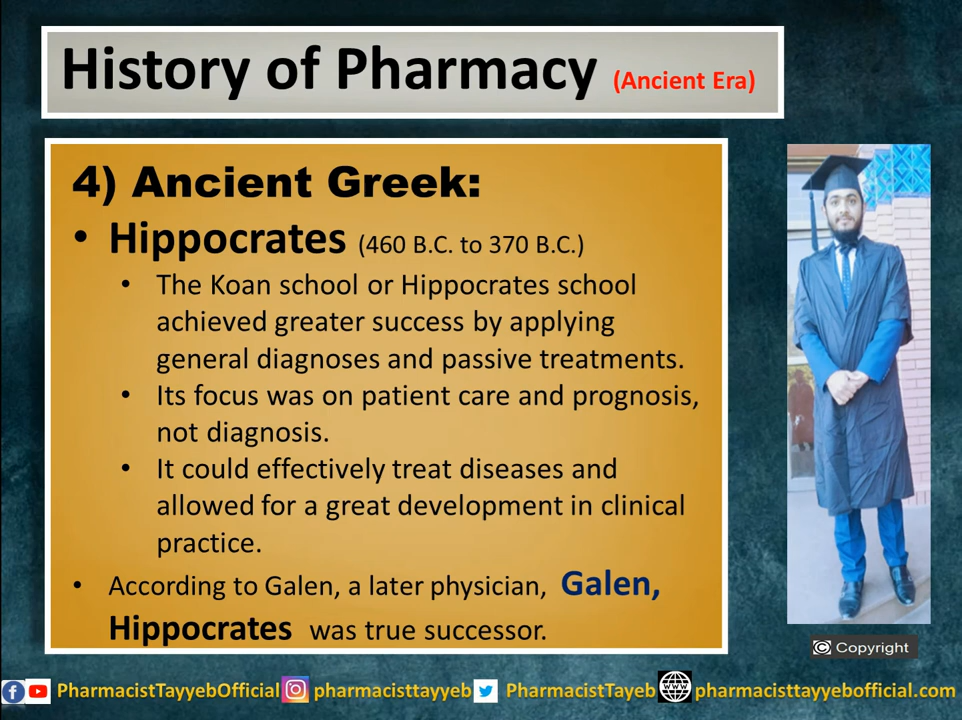 History of Pharmacy (Ancient Era)
4) Ancient Greek:
• Hippocrates (460 B.C. to 370 B.C.)
• The Koan school or Hippocrates school
achieved greater success by applying
general diagnoses and passive treatments.
• Its focus was on patient care and prognosis,
not diagnosis.
• It could effectively treat diseases and
allowed for a great development in clinical
practice.
• According to Galen, a later physician, Galen,
Hippocrates was true successor.
© Copyright
PharmacistTayyebOfficial pharmacisttayyeb PharmacistTayeb pharmacisttayyebofficial.com